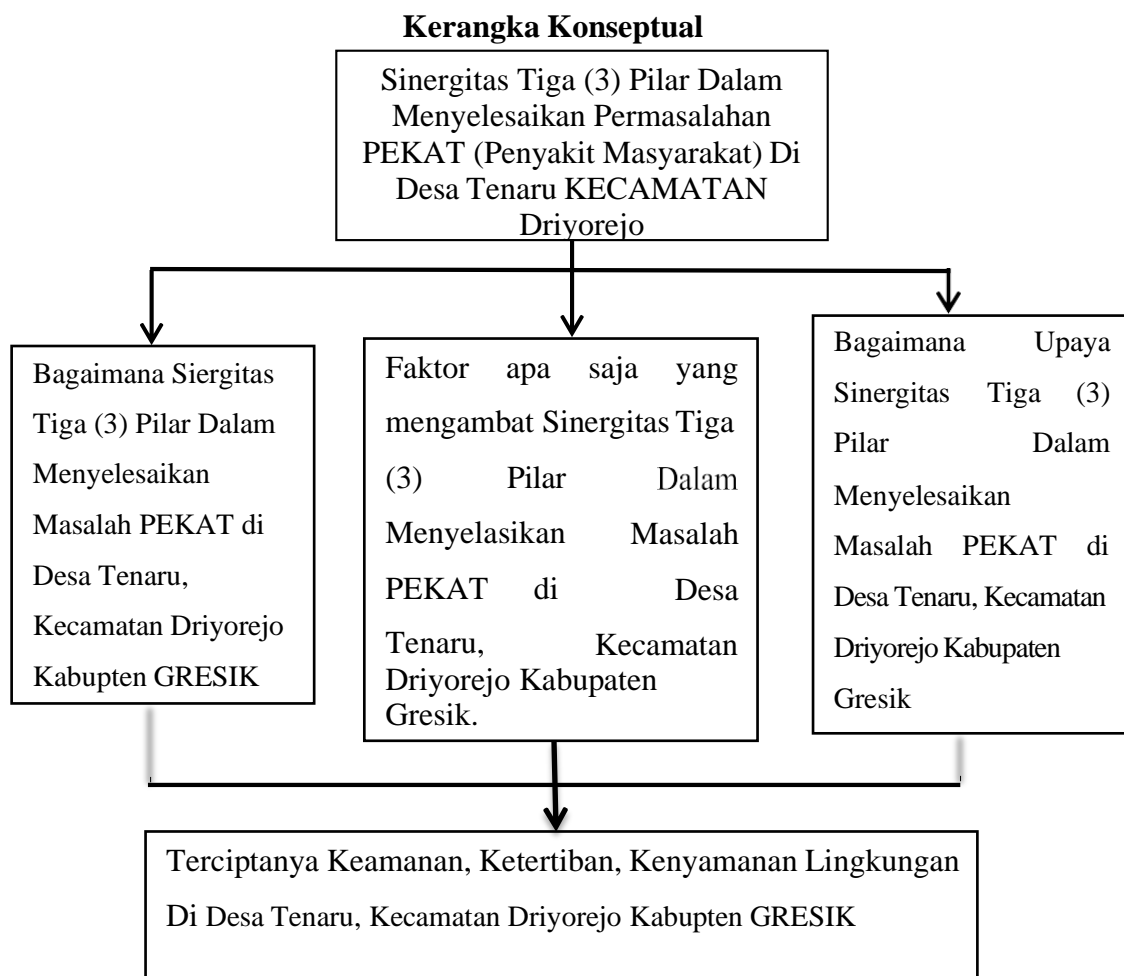 Kerangka Konseptual
Sinergitas Tiga (3) Pilar Dalam
Menyelesaikan Permasalahan
PEKAT (Penyakit Masyarakat) Di
Desa Tenaru KECAMATAN
Driyorejo
Bagaimana Siergitas
Tiga (3) Pilar Dalam
Menyelesaikan
Masalah PEKAT di
Desa Tenaru,
Kecamatan Driyorejo
Kabupten GRESIK
Faktor apa saja yang
mengambat Sinergitas Tiga
(3) Pilar Dalam
Menyelasikan Masalah
PEKAT di Desa
Tenaru, Kecamatan
Driyorejo Kabupaten
Gresik.
Bagaimana Upaya
Sinergitas Tiga (3)
Pilar Dalam
Menyelesaikan
Masalah PEKAT di
Desa Tenaru, Kecamatan
Driyorejo Kabupaten
Gresik
Terciptanya Keamanan, Ketertiban, Kenyamanan Lingkungan
Di Desa Tenaru, Kecamatan Driyorejo Kabupten GRESIK